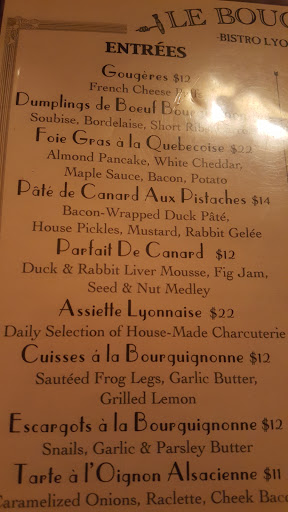 LE BOUC
-BISTRO LYO
ENTRÉES
Gougères $12
French Cheese
Dumplings de Boeuf
Soubise, Bordelaise, Short
Foie Gras à la Quebecoise $22
Almond Pancake, White Cheddar,
Maple Sauce, Bacon, Potato
Pâté de Canard Aux Pistaches $14
Bacon-Wrapped Duck Pâté,
House Pickles, Mustard, Rabbit Gelée
Parfait De Canard $12
Duck & Rabbit Liver Mousse, Fig Jam,
Seed & Nut Medley
Assiette Lyonnaise $22
Daily Selection of House-Made Charcuterie
Cuisses à la Bourguignonne $12
Sautéed Frog Legs, Garlic Butter,
Grilled Lemon
Escargots à la Bourguignonne $12
Snails, Garlic & Parsley Butter
Tarte à l'Oignon Alsacienne $11
Caramelized Onions, Raclette, Cheek Baco